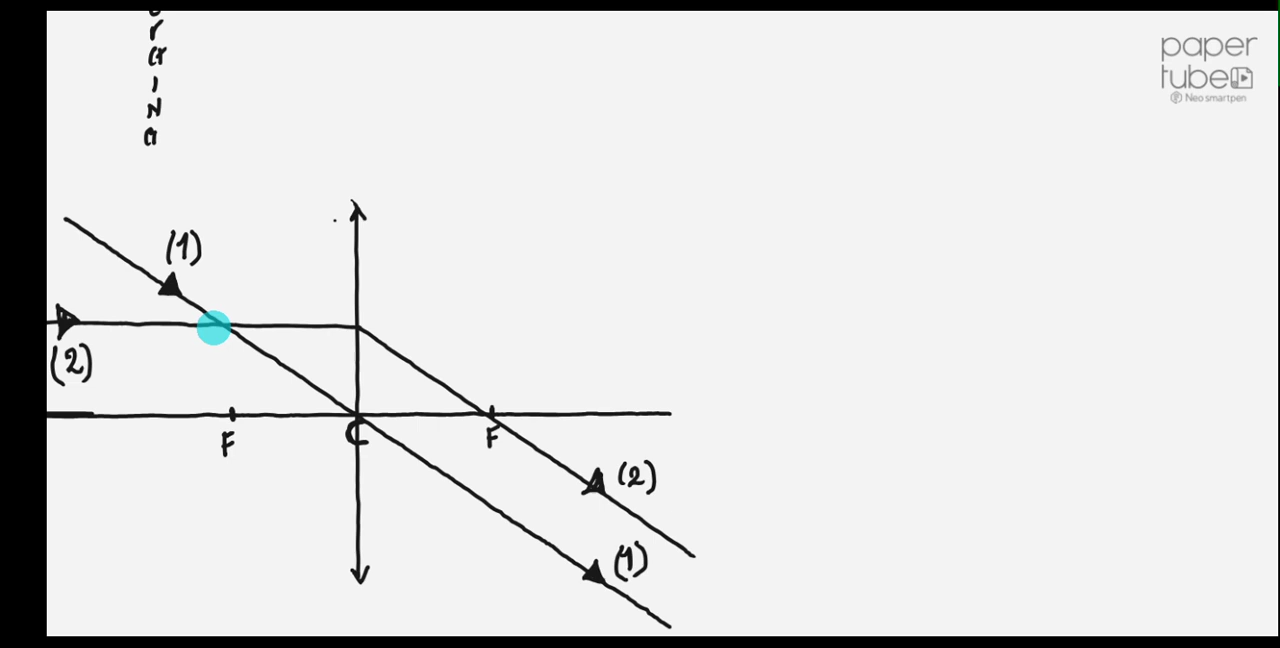 paper
tube
Neo smartpen
(1)
(2)
F
C
F
(2)
(1)